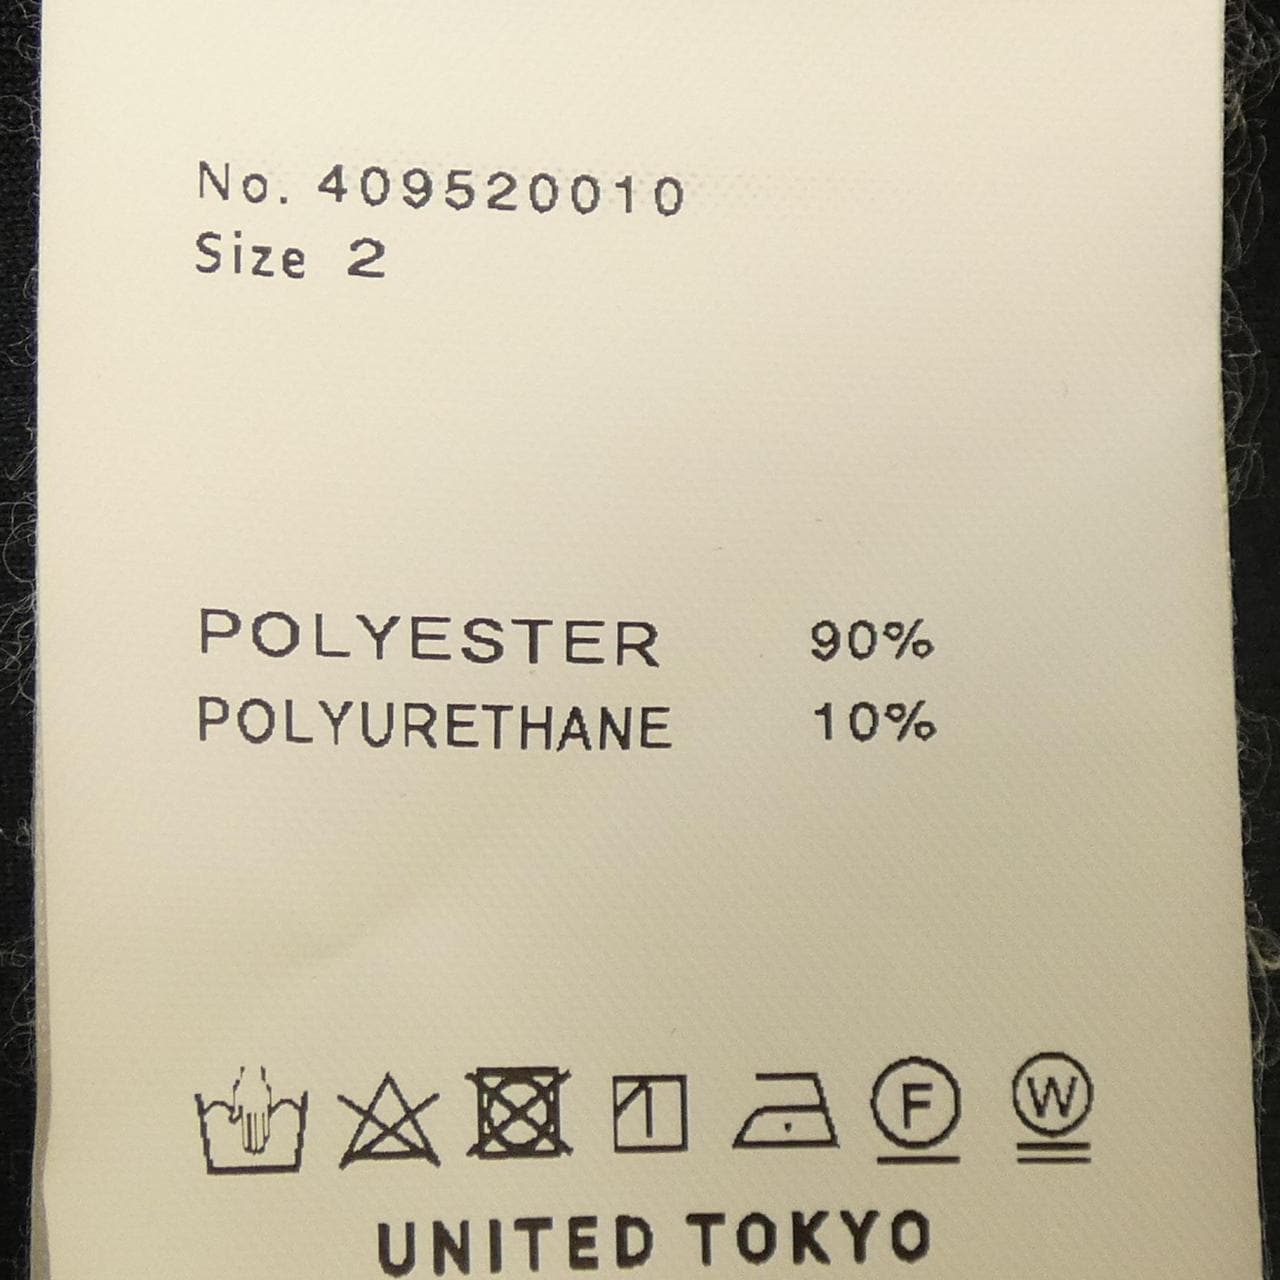 No. 409520010
Size 2
POLYESTER 90%
POLYURETHANE 10%
F W
UNITED TOKYO